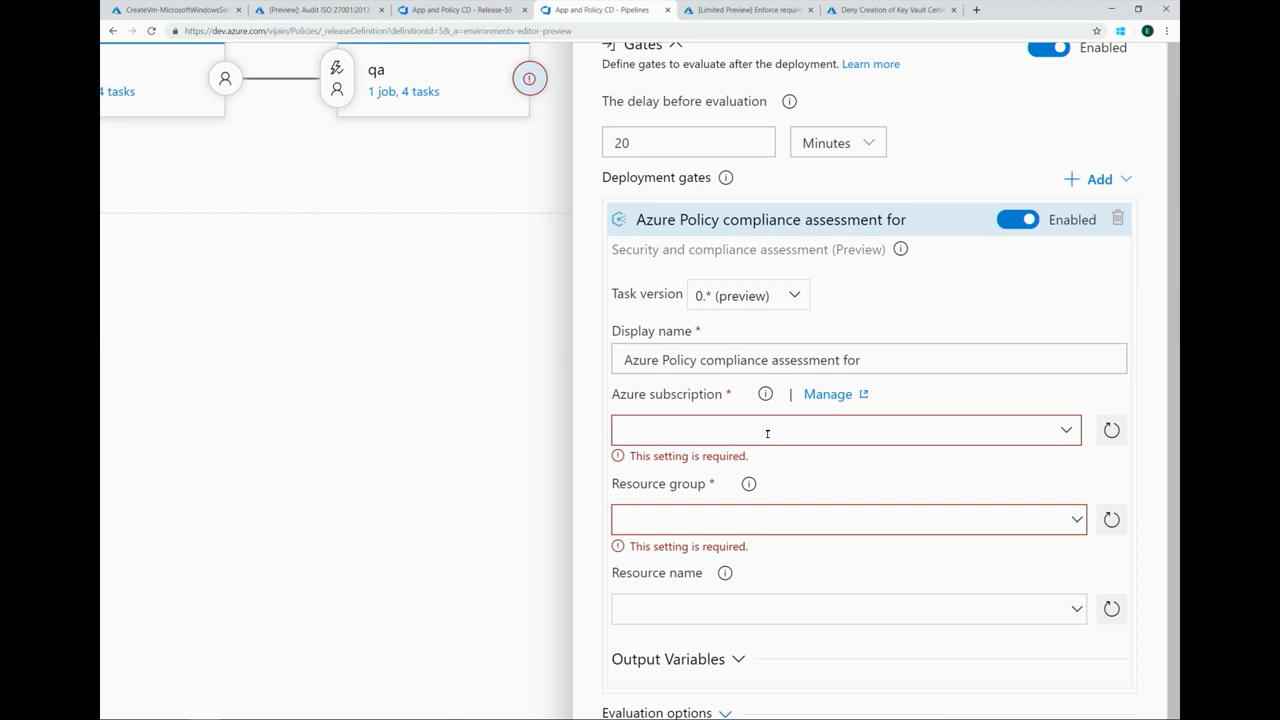 CreateVm-MicrosoftWindowsSer
[Preview]: Audit ISO 27001:2013
App and Policy CD - Release-59
App and Policy CD - Pipelines
[Limited Preview] Enforce requir
Deny Creation of Key Vault Certif
https://dev.azure.com/vijain/Policies/_releaseDefinition?definitionId=5&_a=environments-editor-preview
E
4 tasks
qa
1 job, 4 tasks
Gates
Enabled
Define gates to evaluate after the deployment. Learn more
The delay before evaluation
20
Minutes
Deployment gates
Add
Azure Policy compliance assessment for
Enabled
Security and compliance assessment (Preview)
Task version
0.* (preview)
Display name *
Azure Policy compliance assessment for
Azure subscription *
| Manage
This setting is required.
Resource group *
This setting is required.
Resource name
Output Variables
Evaluation options